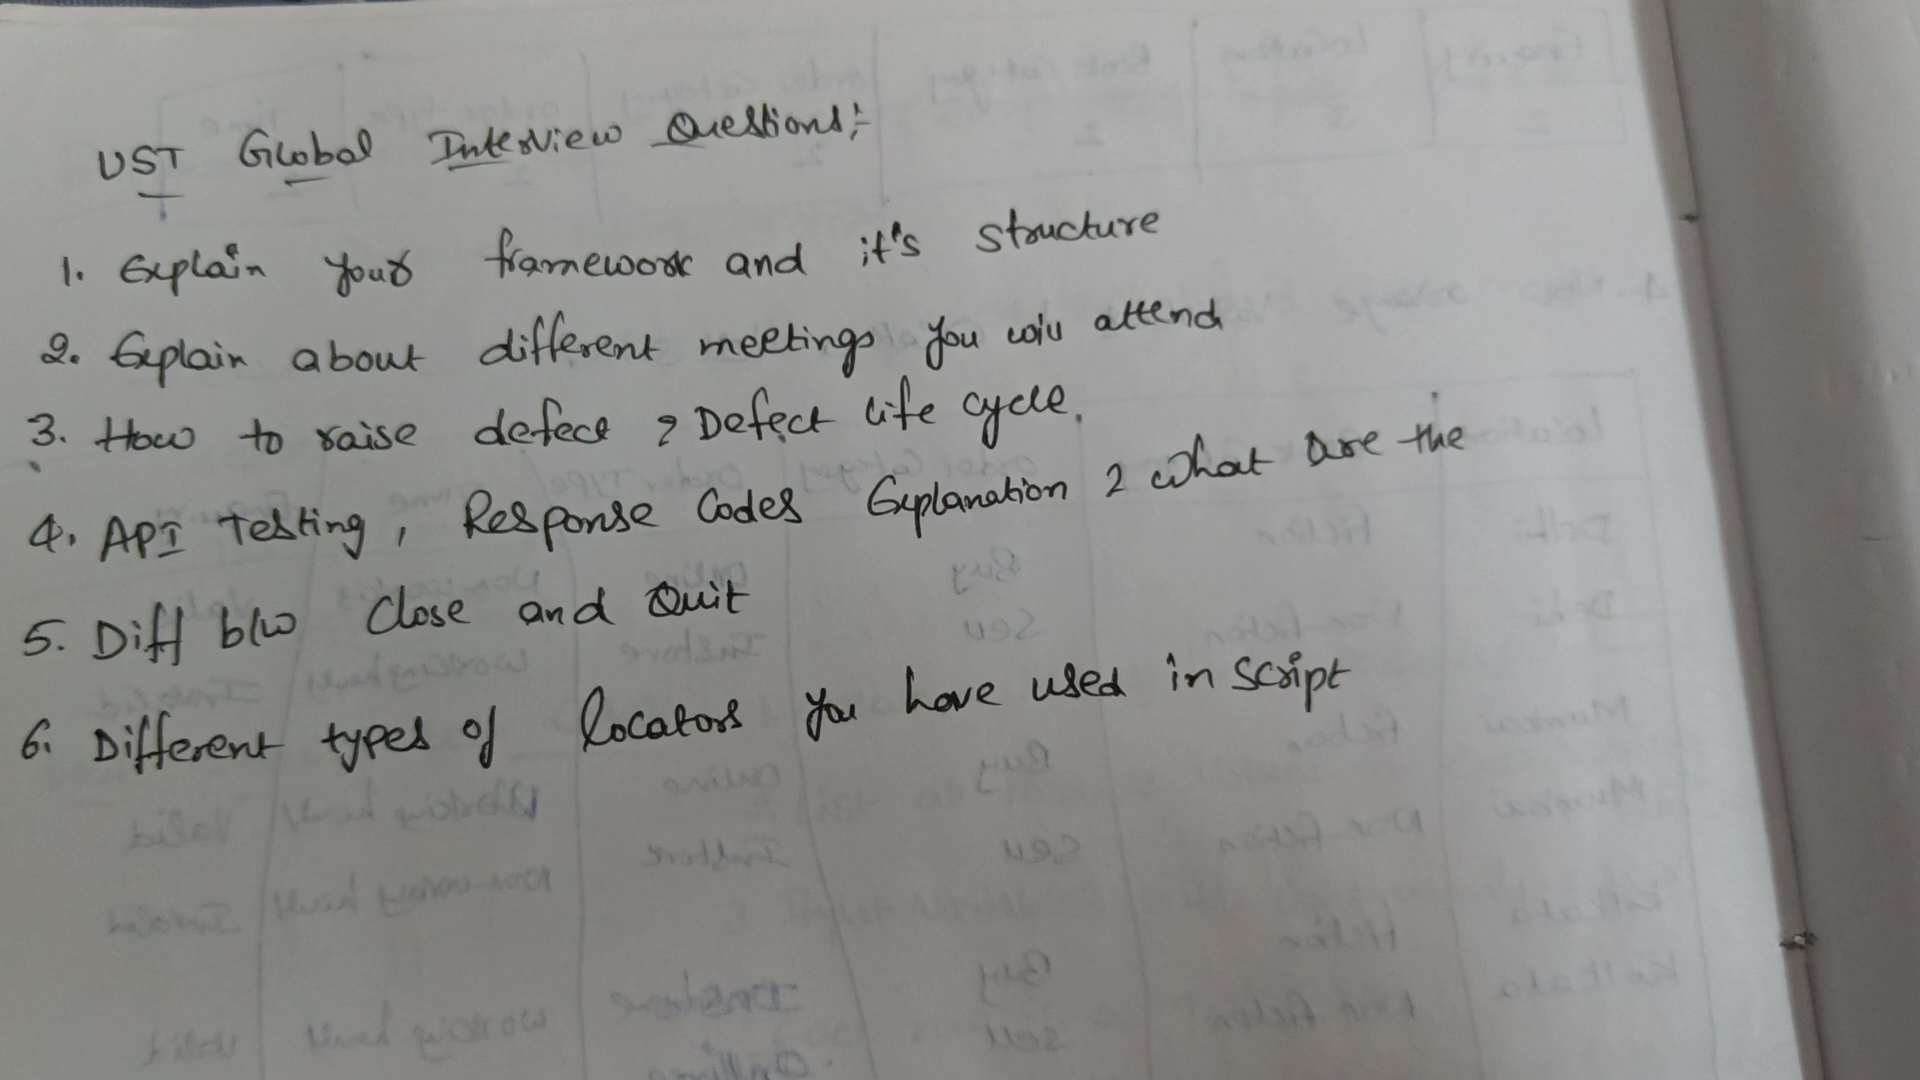 UST Global Interview Questions:-
1. Explain your framework and it's structure
2. Explain about different meetings you will attend
3. How to raise defect ? Defect life cycle.
4. API Testing, Response Codes Explanation ? What are the
5. Diff b/w Close and Quit
6. Different types of locators you have used in script